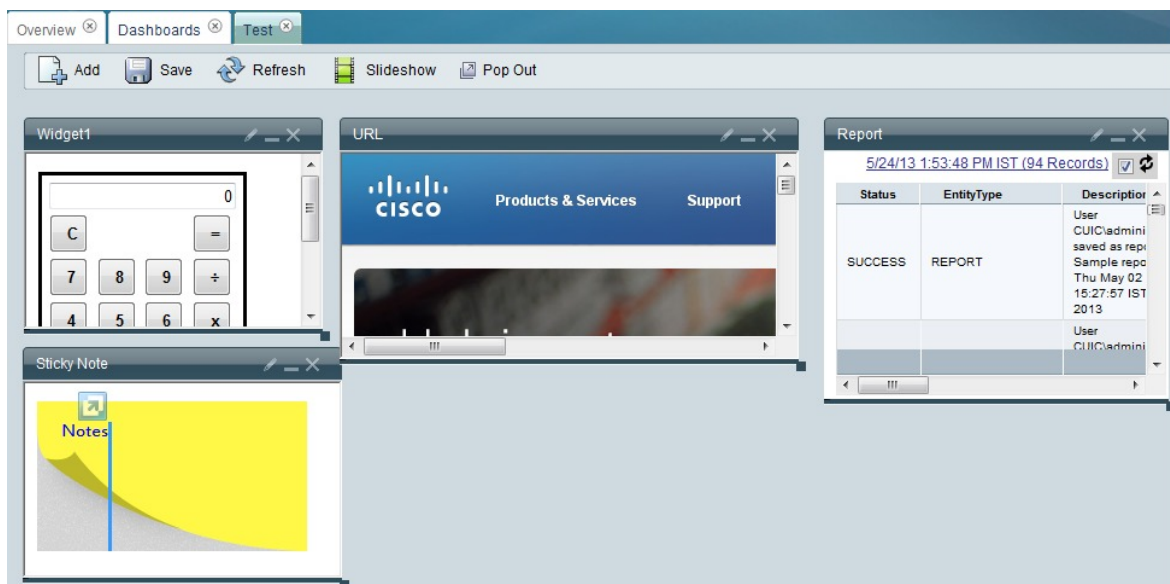 Overview Dashboards Test
Add Save Refresh Slideshow Pop Out
Widget1
0
C =
7 8 9 ÷
4 5 6 x
URL
CISCO Products & Services Support
Report
5/24/13 1:53:48 PM IST (94 Records)
Status EntityType Description
SUCCESS REPORT
User
CUIC\admini
saved as repo
Sample repo
Thu May 02
15:27:57 IST
2013
User
CUIC\admini
Sticky Note
Notes